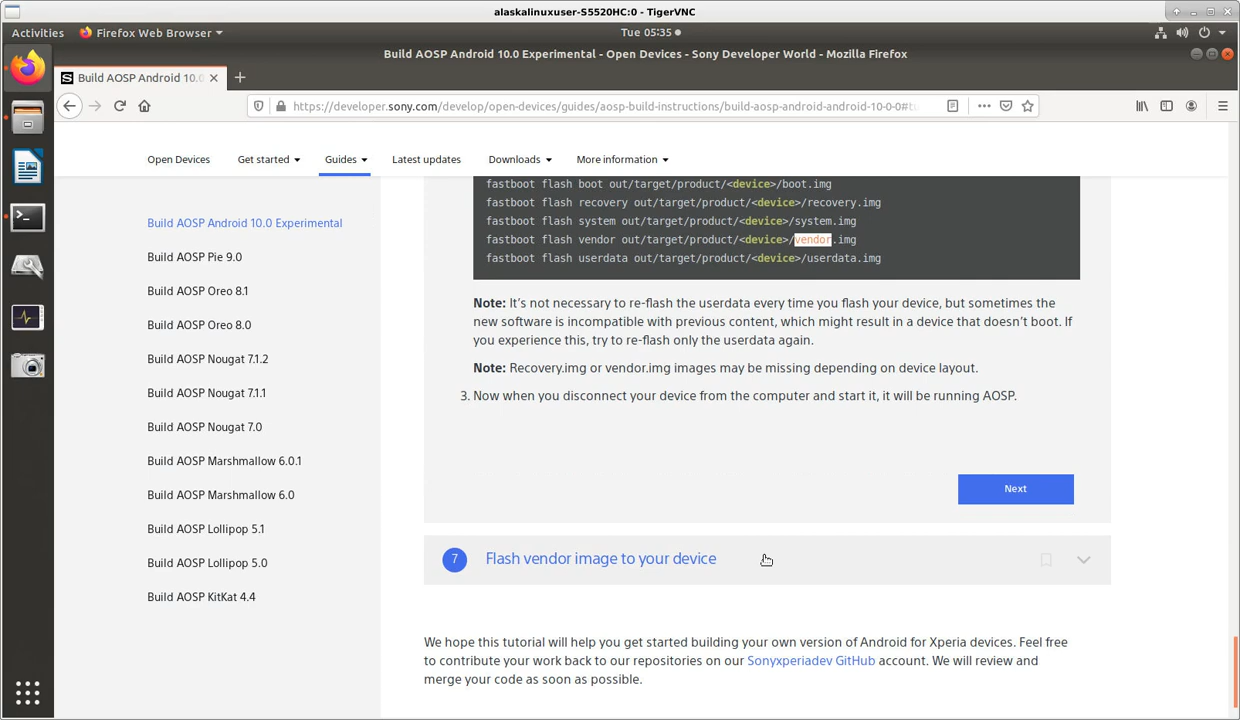 alaskalinuxuser-S5520HC:0 - TigerVNC
Activities
Firefox Web Browser
Tue 05:35
Build AOSP Android 10.0 Experimental - Open Devices - Sony Developer World - Mozilla Firefox
Build AOSP Android 10.0
https://developer.sony.com/develop/open-devices/guides/aosp-build-instructions/build-aosp-android-android-10-0-0#tu
Open Devices
Get started
Guides
Latest updates
Downloads
More information
Build AOSP Android 10.0 Experimental
Build AOSP Pie 9.0
Build AOSP Oreo 8.1
Build AOSP Oreo 8.0
Build AOSP Nougat 7.1.2
Build AOSP Nougat 7.1.1
Build AOSP Nougat 7.0
Build AOSP Marshmallow 6.0.1
Build AOSP Marshmallow 6.0
Build AOSP Lollipop 5.1
Build AOSP Lollipop 5.0
Build AOSP KitKat 4.4
fastboot flash boot out/target/product/<device>/boot.img
fastboot flash recovery out/target/product/<device>/recovery.img
fastboot flash system out/target/product/<device>/system.img
fastboot flash vendor out/target/product/<device>/vendor.img
fastboot flash userdata out/target/product/<device>/userdata.img
Note: It's not necessary to re-flash the userdata every time you flash your device, but sometimes the
new software is incompatible with previous content, which might result in a device that doesn't boot. If
you experience this, try to re-flash only the userdata again.
Note: Recovery.img or vendor.img images may be missing depending on device layout.
3. Now when you disconnect your device from the computer and start it, it will be running AOSP.
Next
7
Flash vendor image to your device
We hope this tutorial will help you get started building your own version of Android for Xperia devices. Feel free
to contribute your work back to our repositories on our Sonyxperiadev GitHub account. We will review and
merge your code as soon as possible.